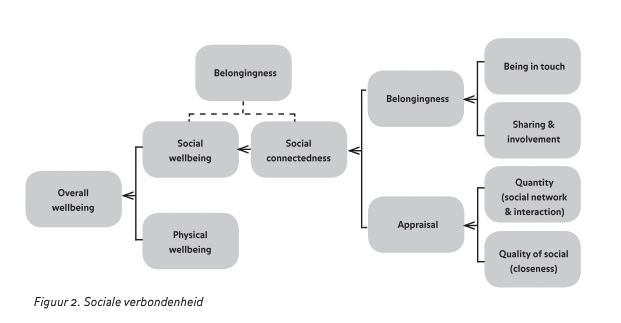 Belongingness
Social
wellbeing
Social
connectedness
Overall
wellbeing
Physical
wellbeing
Belongingness
Appraisal
Being in touch
Sharing &
involvement
Quantity
(social network
& interaction)
Quality of social
(closeness)
Figuur 2. Sociale verbondenheid